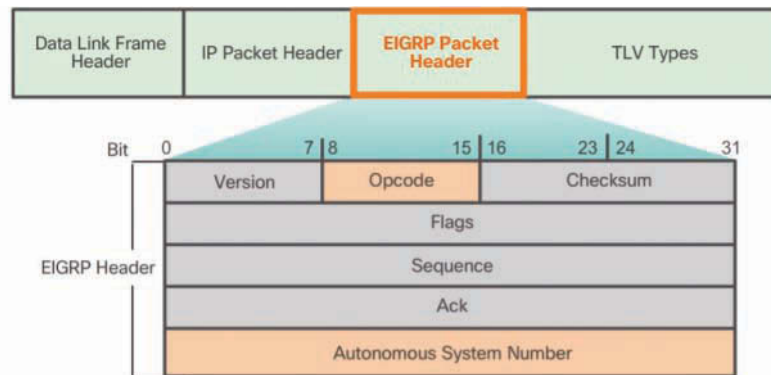 Data Link Frame
Header
IP Packet Header
EIGRP Packet
Header
TLV Types
Bit 0 7 8 15 16 23 24 31
Version Opcode Checksum
Flags
EIGRP Header
Sequence
Ack
Autonomous System Number